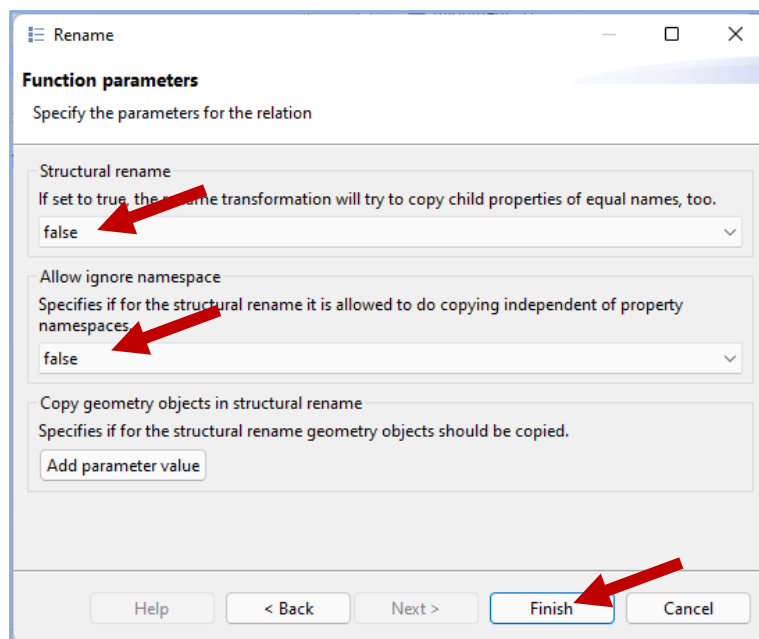 Rename
Function parameters
Specify the parameters for the relation
Structural rename
If set to true, the rename transformation will try to copy child properties of equal names, too.
false
Allow ignore namespace
Specifies if for the structural rename it is allowed to do copying independent of property
namespaces.
false
Copy geometry objects in structural rename
Specifies if for the structural rename geometry objects should be copied.
Add parameter value
Help < Back Next > Finish Cancel